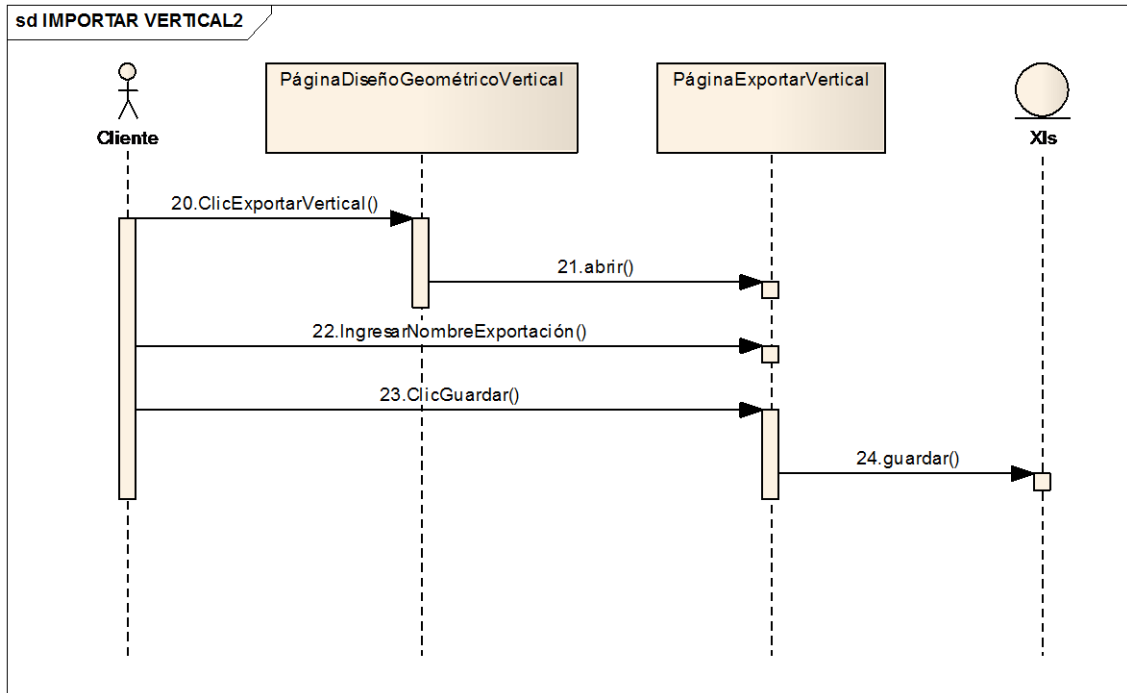 sd IMPORTAR VERTICAL2
PáginaDiseñoGeométricoVertical
PáginaExportarVertical
Cliente
Xls
20.ClicExportarVertical()
21.abrir()
22.IngresarNombreExportación()
23.ClicGuardar()
24.guardar()